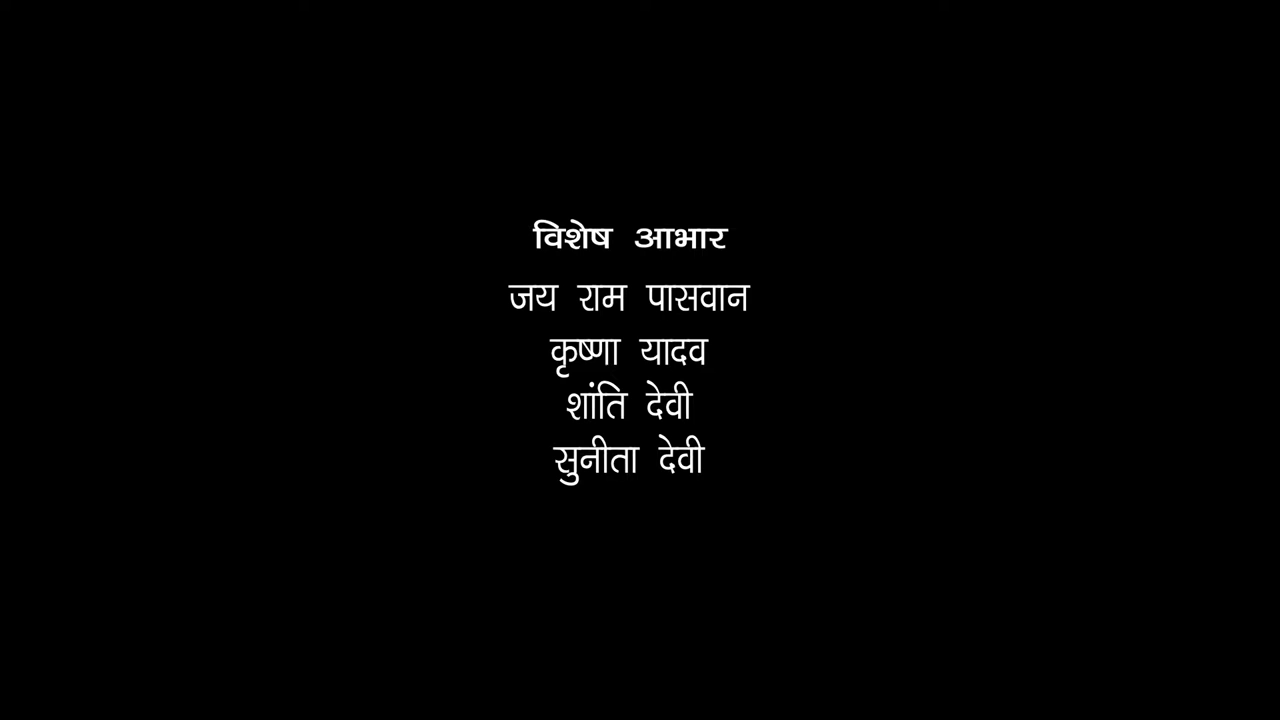 विशेष आभार
जय राम पासवान
कृष्णा यादव
शांति देवी
सुनीता देवी